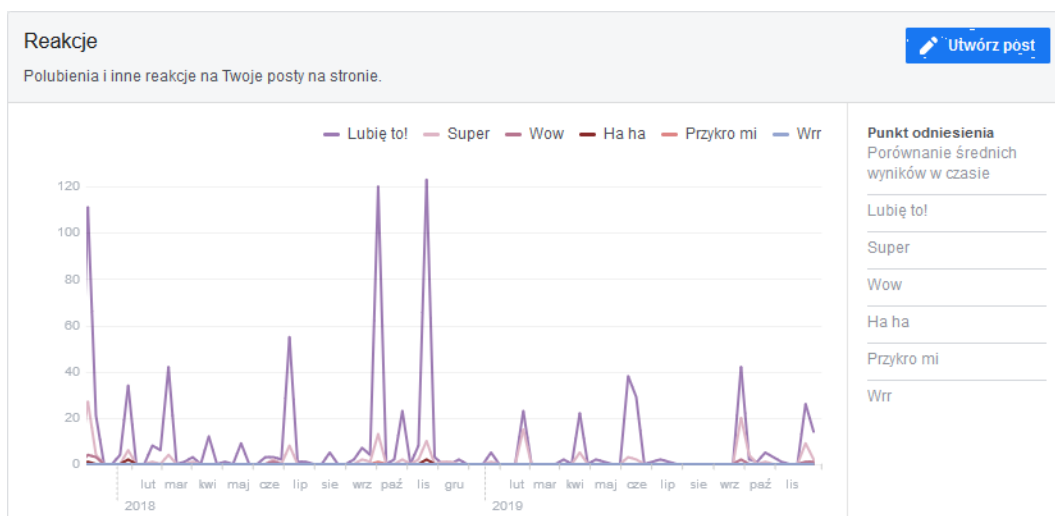 Reakcje
Utwórz post
Polubienia i inne reakcje na Twoje posty na stronie.
Lubię to! Super Wow Ha ha Przykro mi Wrr
120
100
80
60
40
20
0
lut mar kwi maj cze lip sie wrz paź lis gru lut mar kwi maj cze lip sie wrz paź lis
2018 2019
Punkt odniesienia
Porównanie średnich
wyników w czasie
Lubię to!
Super
Wow
Ha ha
Przykro mi
Wrr